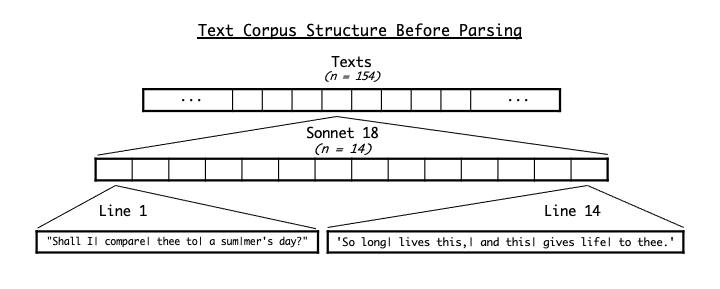 Text Corpus Structure Before Parsing
Texts
(n = 154)
... ...
Sonnet 18
(n = 14)
Line 1 Line 14
"Shall I| compare| thee to| a sum|mer's day?" 'So long| lives this,| and this| gives life| to thee.'